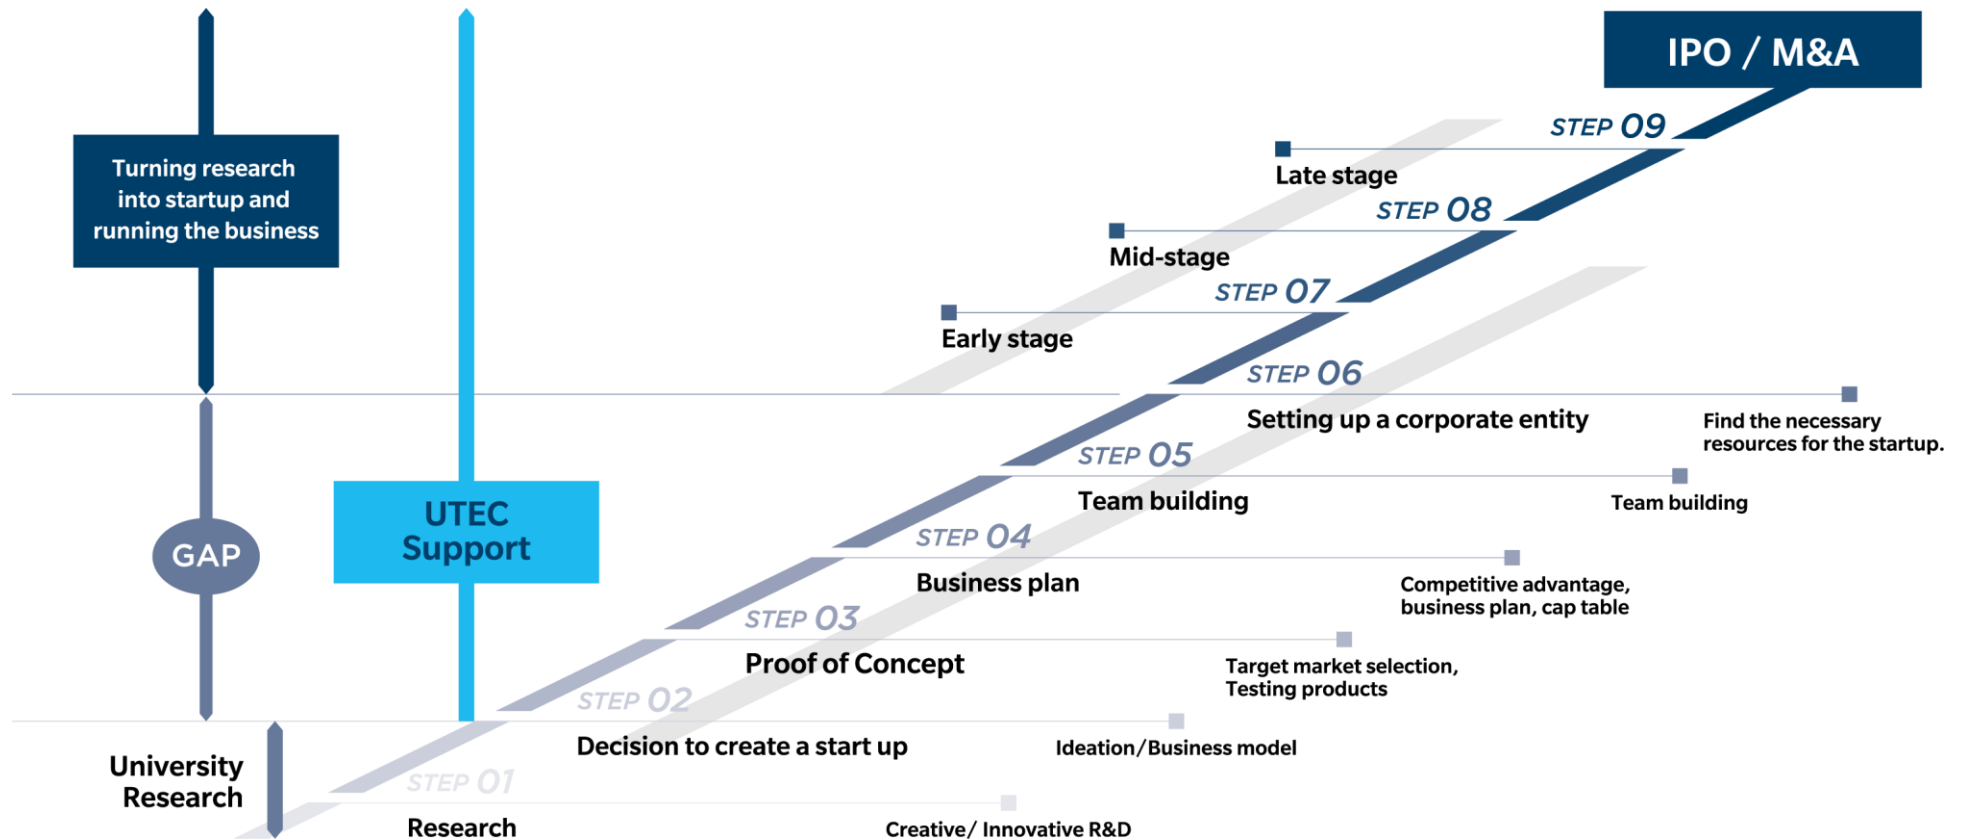 IPO / M&A
STEP 09
Late stage
Turning research
into startup and
running the business
STEP 08
Mid-stage
STEP 07
Early stage
STEP 06
Setting up a corporate entity
Find the necessary
resources for the startup.
STEP 05
Team building
Team building
UTEC
Support
GAP
STEP 04
Business plan
Competitive advantage,
business plan, cap table
STEP 03
Proof of Concept
Target market selection,
Testing products
STEP 02
Decision to create a start up
Ideation/Business model
University
Research
STEP 01
Research
Creative/ Innovative R&D